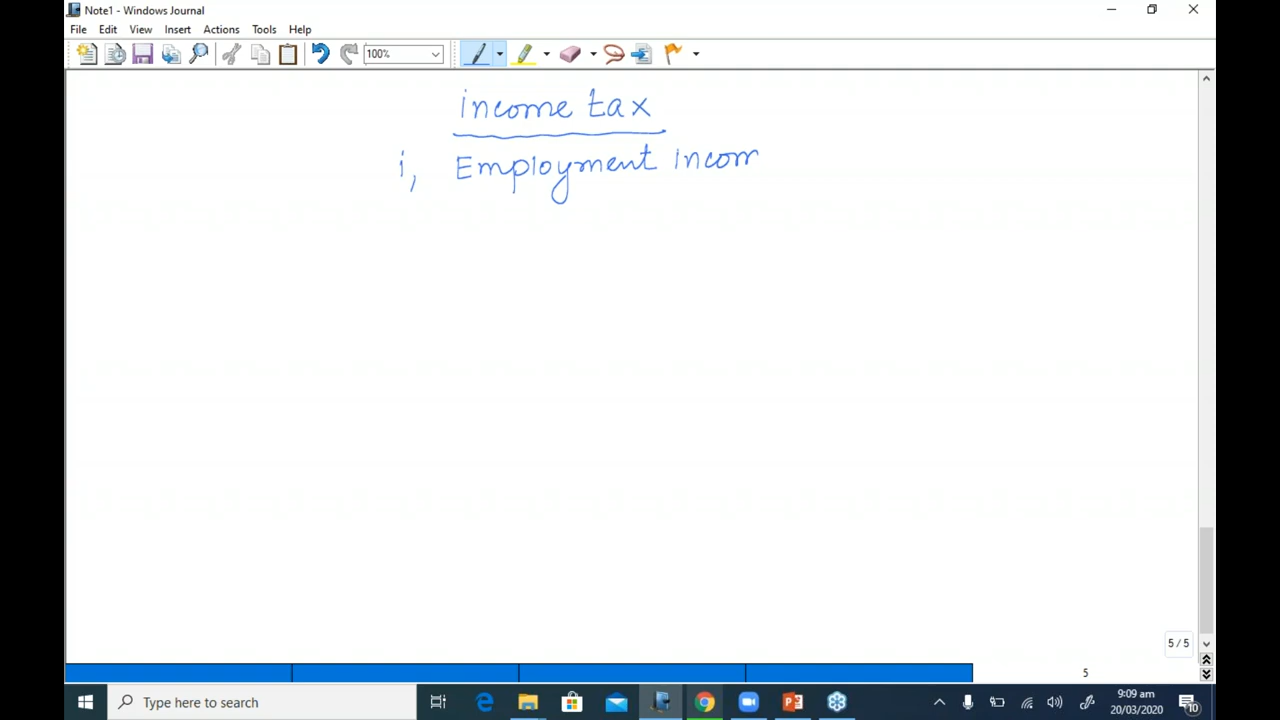 Note1 - Windows Journal
File Edit View Insert Actions Tools Help
100%
income tax
i, Employment Incom
5 / 5
5
Type here to search
9:09 am
20/03/2020
10